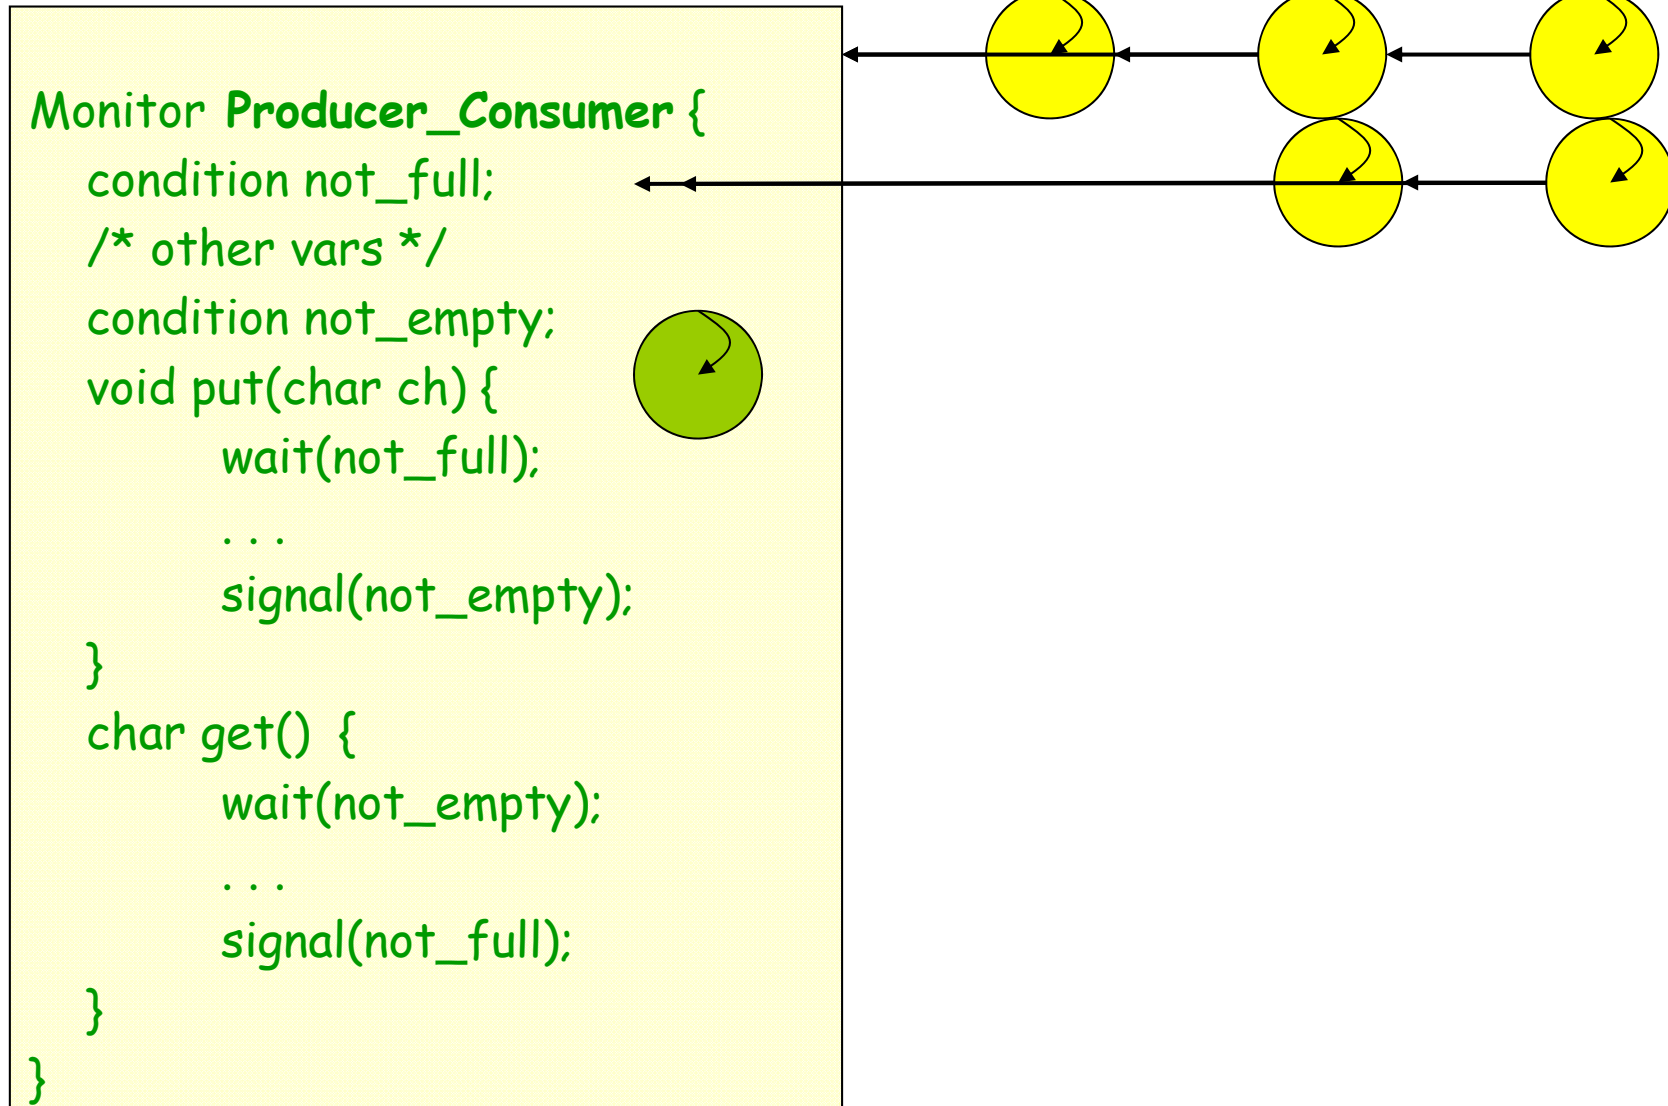 Monitor Producer_Consumer {
condition not_full;
/* other vars */
condition not_empty;
void put(char ch) {
wait(not_full);
. . .
signal(not_empty);
}
char get() {
wait(not_empty);
. . .
signal(not_full);
}
}